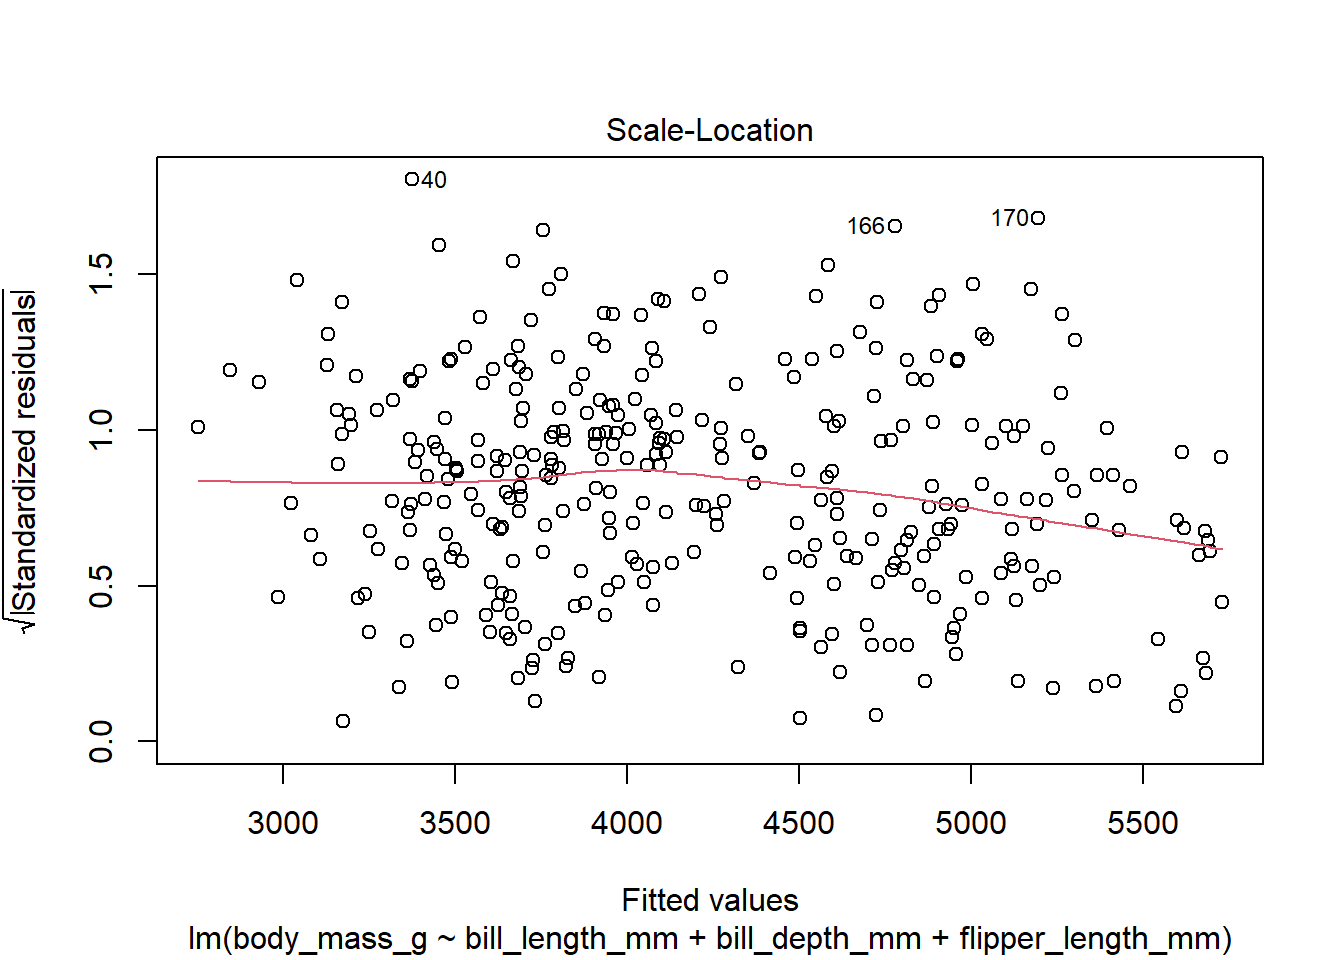 Scale-Location
40
166
170
√|Standardized residuals|
1.5
1.0
0.5
0.0
3000 3500 4000 4500 5000 5500
Fitted values
lm(body_mass_g ~ bill_length_mm + bill_depth_mm + flipper_length_mm)